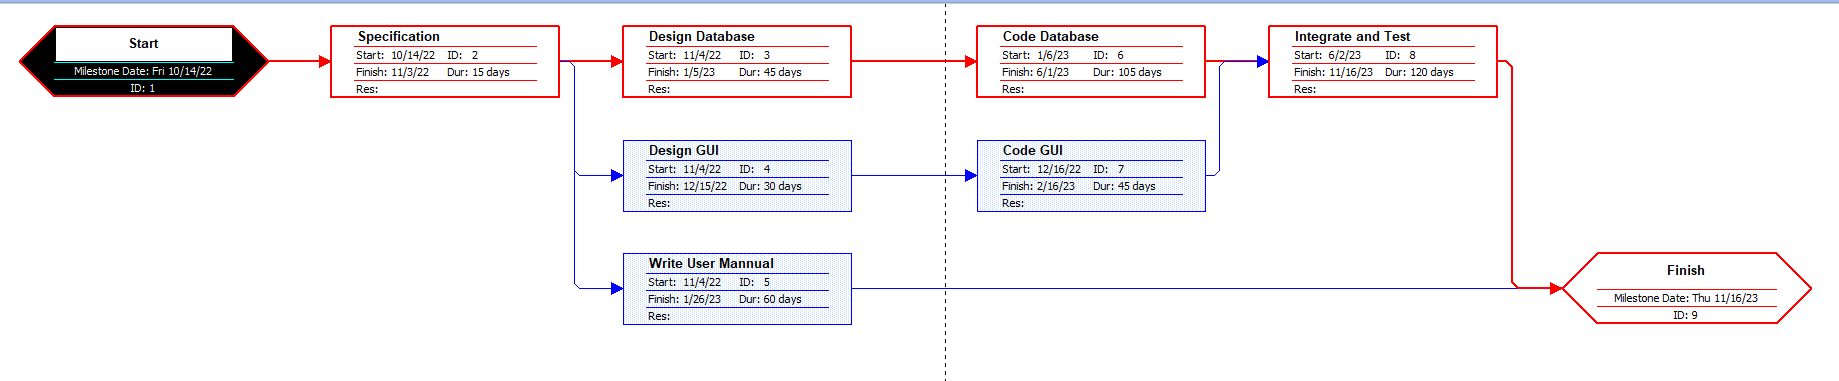 Start
Milestone Date: Fri 10/14/22
ID: 1
Specification
Start: 10/14/22 ID: 2
Finish: 11/3/22 Dur: 15 days
Res:
Design Database
Start: 11/4/22 ID: 3
Finish: 1/5/23 Dur: 45 days
Res:
Code Database
Start: 1/6/23 ID: 6
Finish: 6/1/23 Dur: 105 days
Res:
Integrate and Test
Start: 6/2/23 ID: 8
Finish: 11/16/23 Dur: 120 days
Res:
Design GUI
Start: 11/4/22 ID: 4
Finish: 12/15/22 Dur: 30 days
Res:
Code GUI
Start: 12/16/22 ID: 7
Finish: 2/16/23 Dur: 45 days
Res:
Write User Mannual
Start: 11/4/22 ID: 5
Finish: 1/26/23 Dur: 60 days
Res:
Finish
Milestone Date: Thu 11/16/23
ID: 9